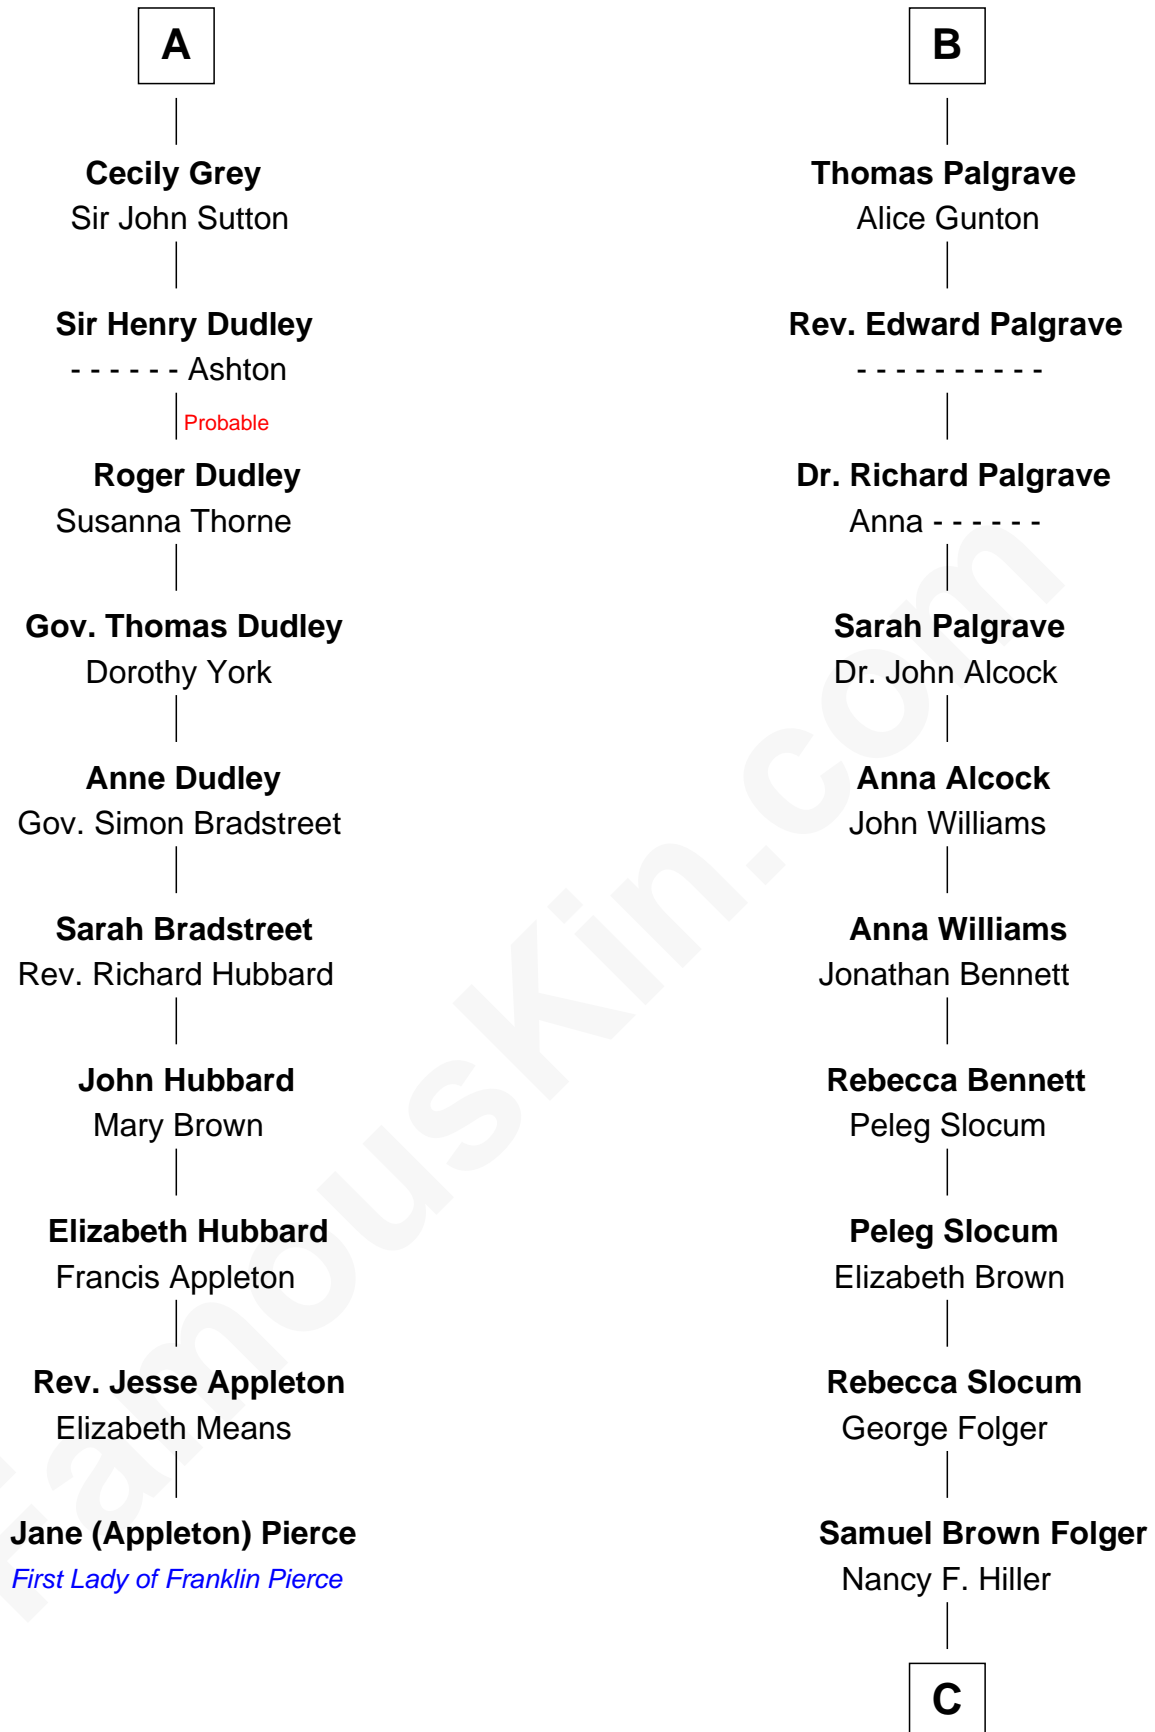 A
Cecily Grey
Sir John Sutton
Sir Henry Dudley
- - - - - - Ashton
Probable
Roger Dudley
Susanna Thorne
Gov. Thomas Dudley
Dorothy York
Anne Dudley
Gov. Simon Bradstreet
Sarah Bradstreet
Rev. Richard Hubbard
John Hubbard
Mary Brown
Elizabeth Hubbard
Francis Appleton
Rev. Jesse Appleton
Elizabeth Means
Jane (Appleton) Pierce
First Lady of Franklin Pierce
B
Thomas Palgrave
Alice Gunton
Rev. Edward Palgrave
- - - - - - - - - -
Dr. Richard Palgrave
Anna - - - - - -
Sarah Palgrave
Dr. John Alcock
Anna Alcock
John Williams
Anna Williams
Jonathan Bennett
Rebecca Bennett
Peleg Slocum
Peleg Slocum
Elizabeth Brown
Rebecca Slocum
George Folger
Samuel Brown Folger
Nancy F. Hiller
C
FamousKin.com